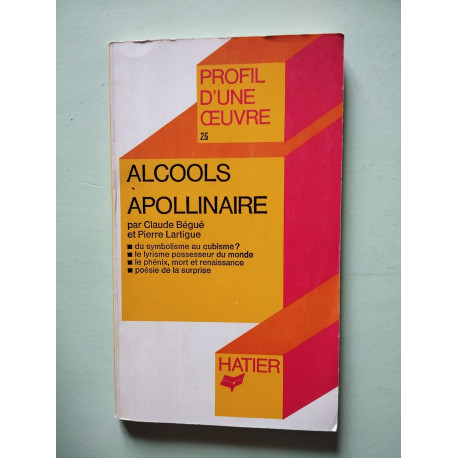 PROFIL
D'UNE
ŒUVRE
25
ALCOOLS
APOLLINAIRE
par Claude Bégué
et Pierre Lartigue
■ du symbolisme au cubisme?
■ le lyrisme possesseur du monde
■ le phénix, mort et renaissance
■ poésie de la surprise
HATIER